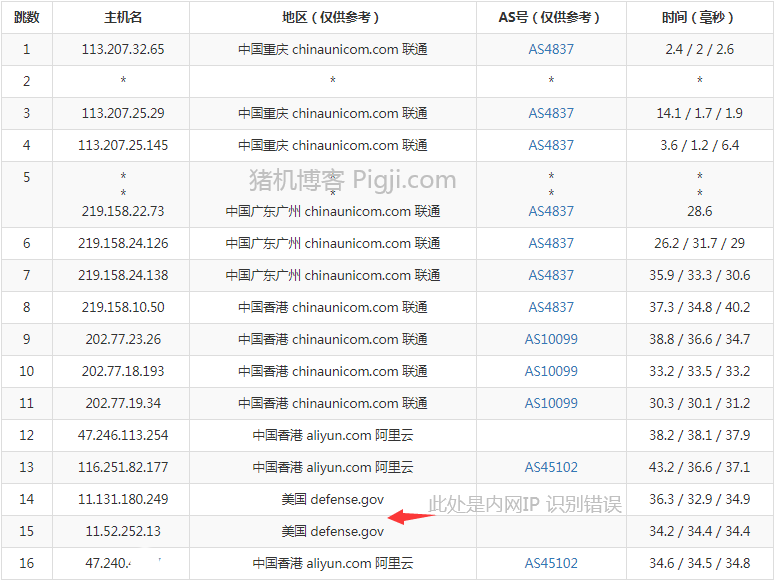 跳数 主机名 地区（仅供参考） AS号（仅供参考） 时间（毫秒）
1 113.207.32.65 中国重庆 chinaunicom.com 联通 AS4837 2.4 / 2 / 2.6
2 * * * *
3 113.207.25.29 中国重庆 chinaunicom.com 联通 AS4837 14.1 / 1.7 / 1.9
4 113.207.25.145 中国重庆 chinaunicom.com 联通 AS4837 3.6 / 1.2 / 6.4
5 * * * *
猪机博客 Pigji.com
* * * *
219.158.22.73 中国广东广州 chinaunicom.com 联通 AS4837 28.6
6 219.158.24.126 中国广东广州 chinaunicom.com 联通 AS4837 26.2 / 31.7 / 29
7 219.158.24.138 中国广东广州 chinaunicom.com 联通 AS4837 35.9 / 33.3 / 30.6
8 219.158.10.50 中国香港 chinaunicom.com 联通 AS4837 37.3 / 34.8 / 40.2
9 202.77.23.26 中国香港 chinaunicom.com 联通 AS10099 38.8 / 36.6 / 34.7
10 202.77.18.193 中国香港 chinaunicom.com 联通 AS10099 33.2 / 33.5 / 33.2
11 202.77.19.34 中国香港 chinaunicom.com 联通 AS10099 30.3 / 30.1 / 31.2
12 47.246.113.254 中国香港 aliyun.com 阿里云 38.2 / 38.1 / 37.9
13 116.251.82.177 中国香港 aliyun.com 阿里云 AS45102 43.2 / 36.6 / 37.1
14 11.131.180.249 美国 defense.gov 36.3 / 32.9 / 34.9
此处是内网IP 识别错误
15 11.52.252.13 美国 defense.gov 34.2 / 34.4 / 34.4
16 47.240. 中国香港 aliyun.com 阿里云 AS45102 34.6 / 34.5 / 34.8